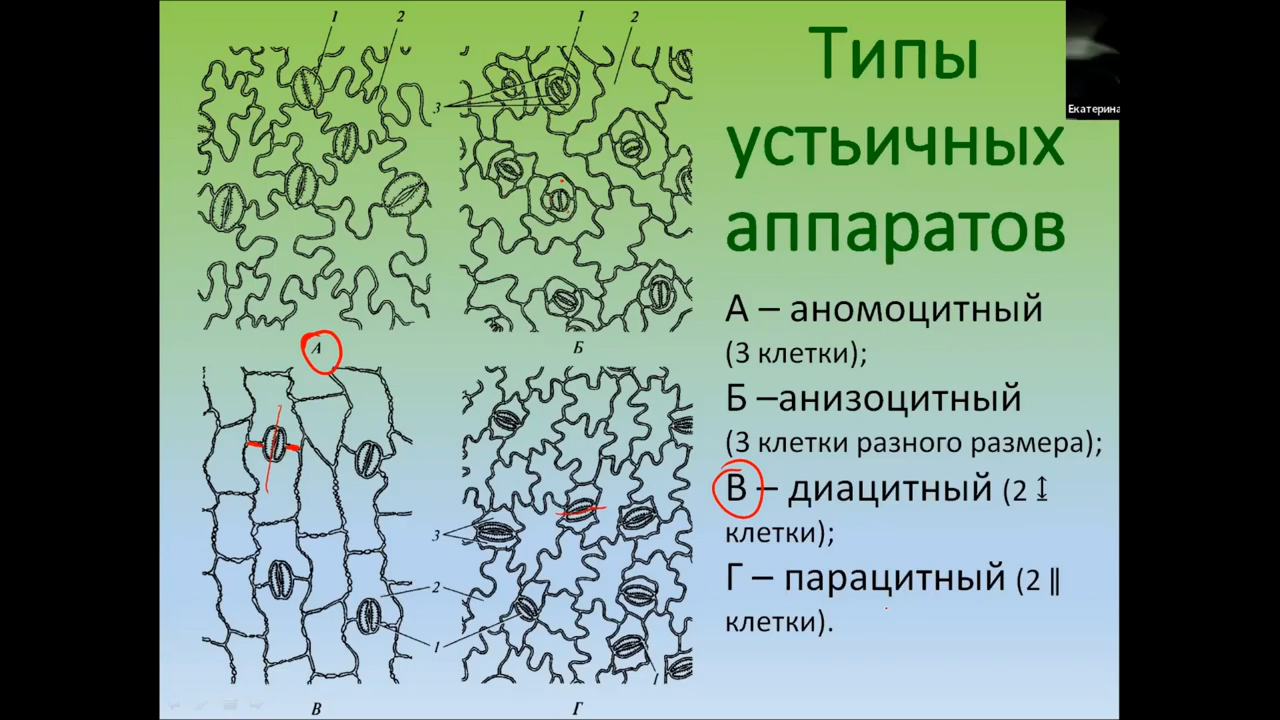 1 2
1 2
3
А
Б
3
2
1
В
Г
Типы
устьичных
аппаратов
Екатерина
А – аномоцитный
(3 клетки);
Б –анизоцитный
(3 клетки разного размера);
В – диацитный (2 ↕
клетки);
Г – парацитный (2 ‖
клетки).